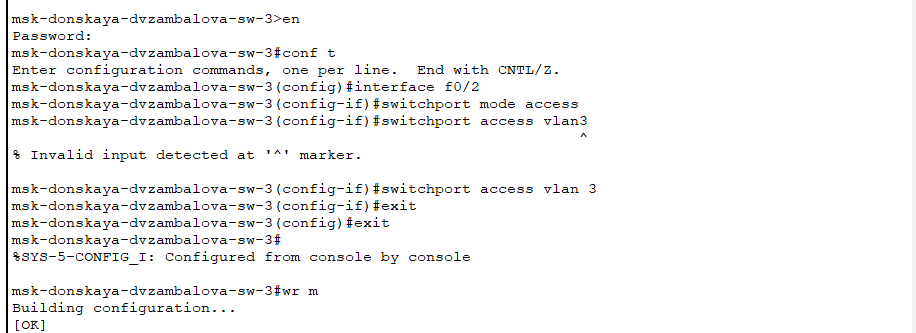 msk-donskaya-dvzambalova-sw-3>en
Password:
msk-donskaya-dvzambalova-sw-3#conf t
Enter configuration commands, one per line.  End with CNTL/Z.
msk-donskaya-dvzambalova-sw-3(config)#interface f0/2
msk-donskaya-dvzambalova-sw-3(config-if)#switchport mode access
msk-donskaya-dvzambalova-sw-3(config-if)#switchport access vlan3
^
% Invalid input detected at '^' marker.
msk-donskaya-dvzambalova-sw-3(config-if)#switchport access vlan 3
msk-donskaya-dvzambalova-sw-3(config-if)#exit
msk-donskaya-dvzambalova-sw-3(config)#exit
msk-donskaya-dvzambalova-sw-3#
%SYS-5-CONFIG_I: Configured from console by console
msk-donskaya-dvzambalova-sw-3#wr m
Building configuration...
[OK]